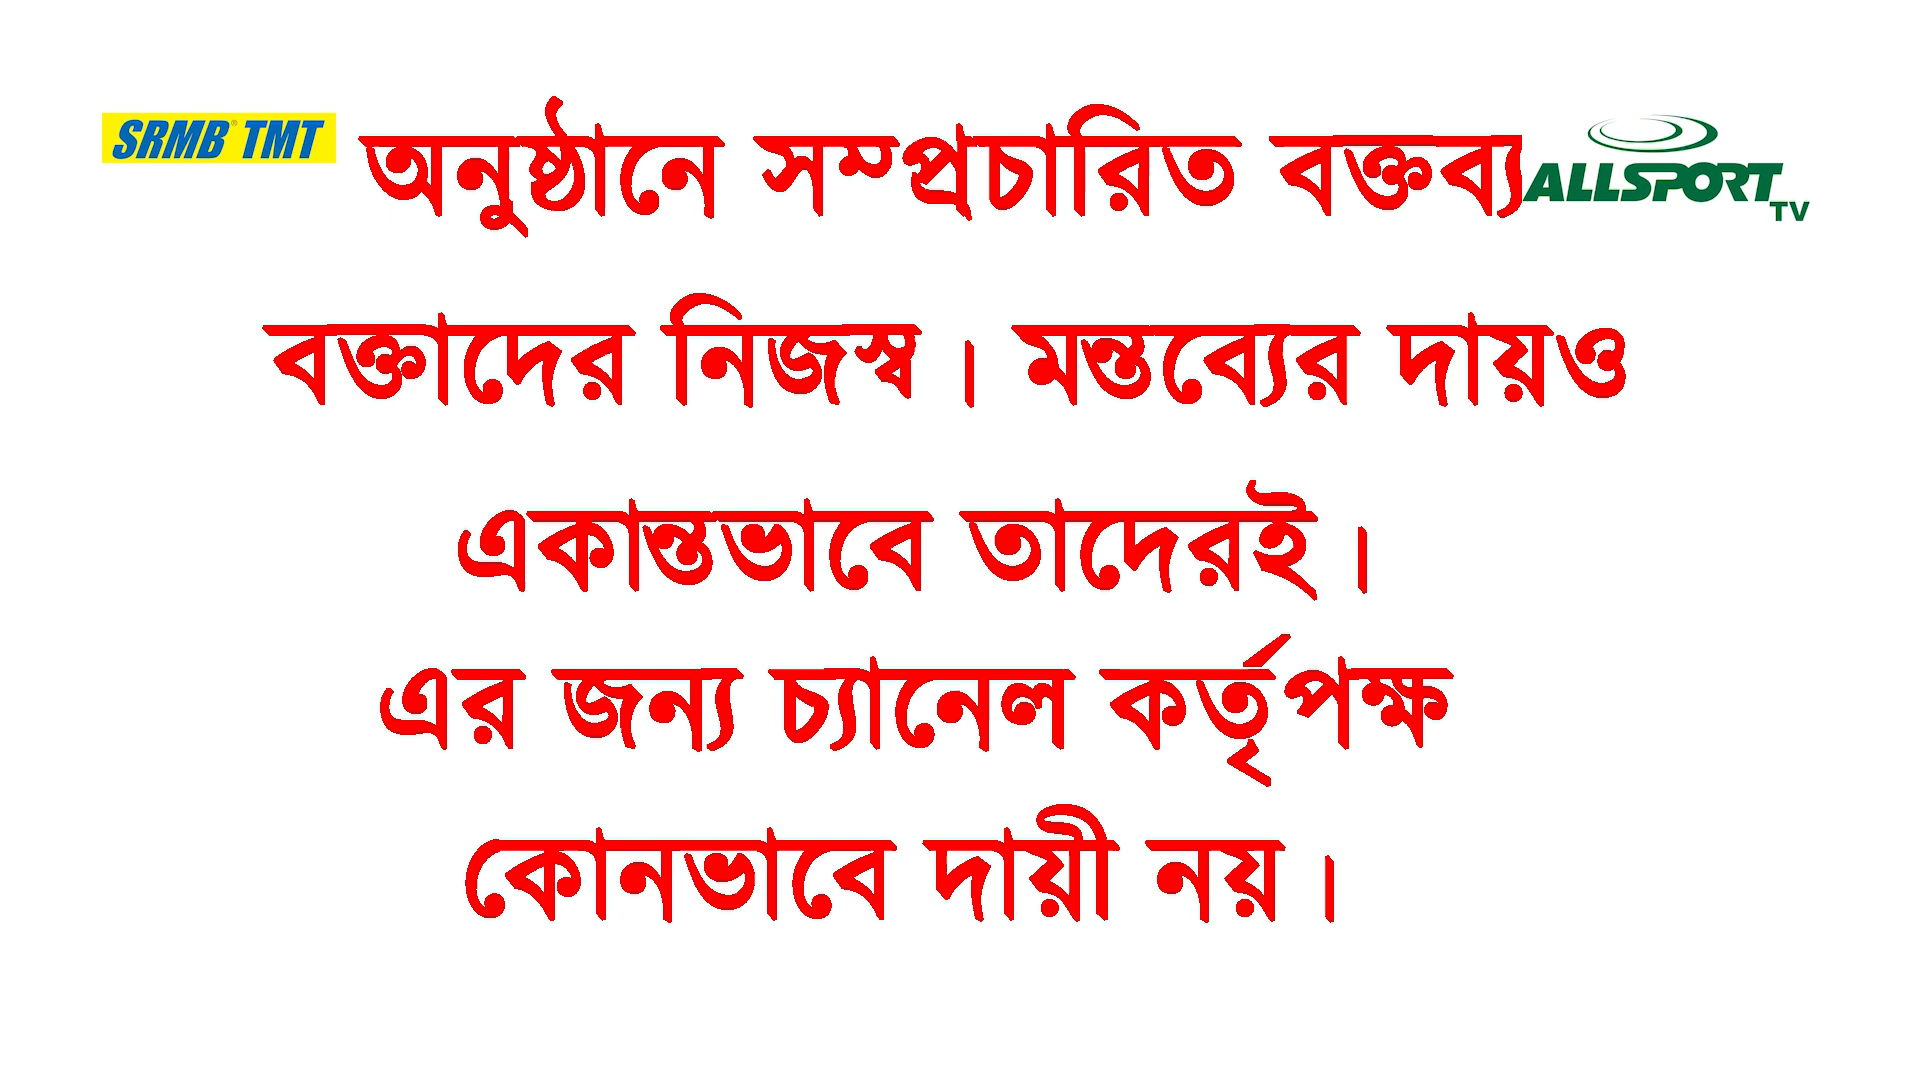 SRMB® TMT
অনুষ্ঠানে সম্প্রচারিত বক্তব্য
ALLSPORT
TV
বক্তাদের নিজস্ব। মন্তব্যের দায়ও
একান্তভাবে তাদেরই।
এর জন্য চ্যানেল কর্তৃপক্ষ
কোনভাবে দায়ী নয়।